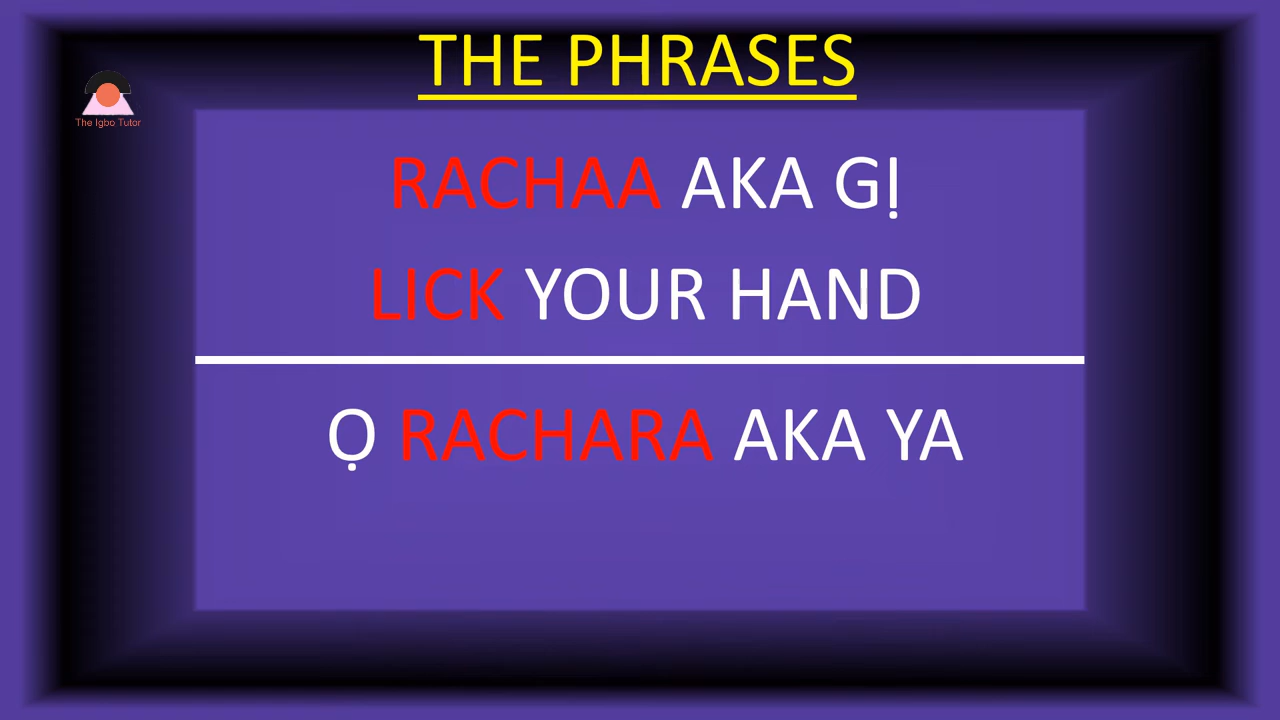 THE PHRASES
The Igbo Tutor
RACHAA AKA GỊ
LICK YOUR HAND
Ọ RACHARA AKA YA